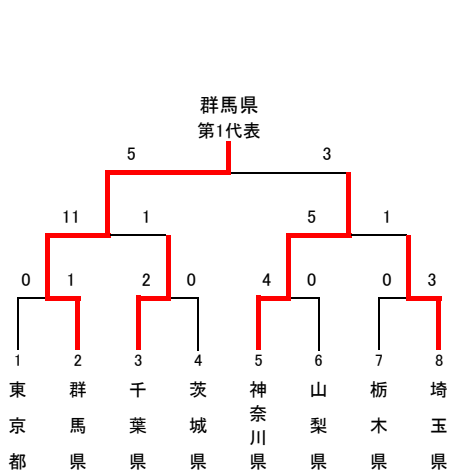 群馬県
第1代表
5 3
11 1 5 1
0 1 2 0 4 0 0 3
1 2 3 4 5 6 7 8
東京都 群馬県 千葉県 茨城県 神奈川県 山梨県 栃木県 埼玉県